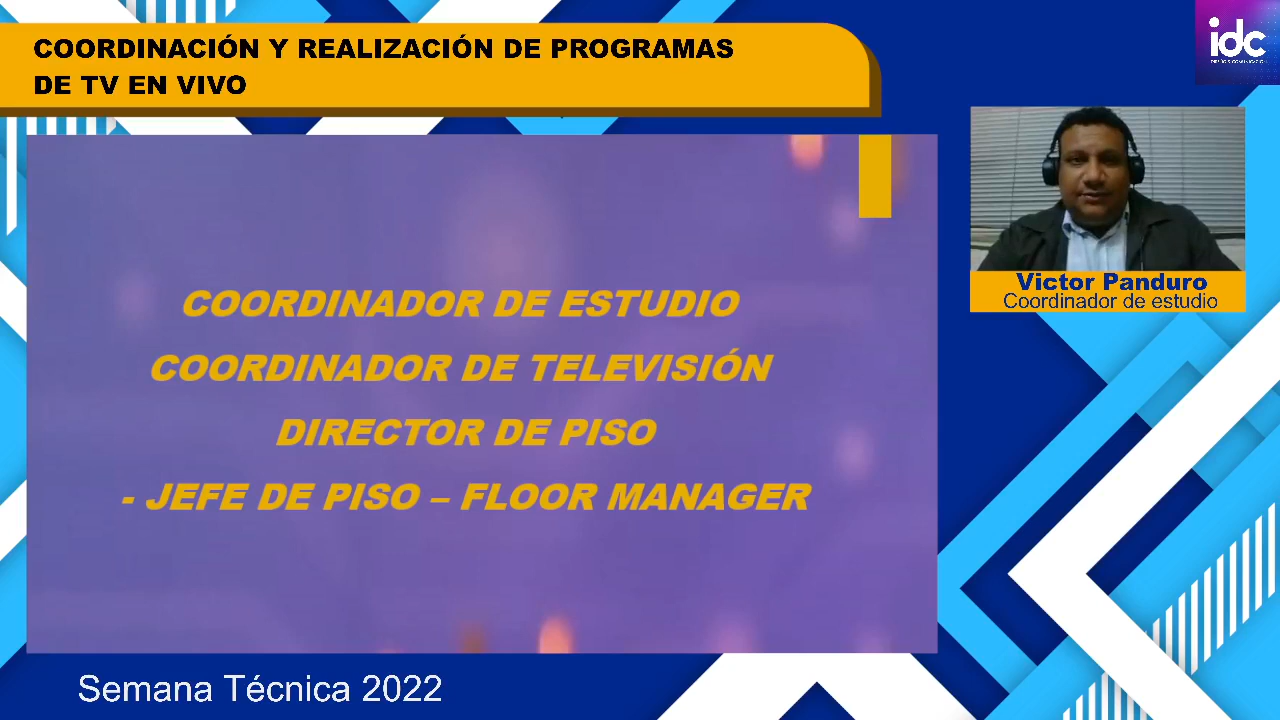 COORDINACIÓN Y REALIZACIÓN DE PROGRAMAS
DE TV EN VIVO
idc
COORDINADOR DE ESTUDIO
COORDINADOR DE TELEVISIÓN
DIRECTOR DE PISO
- JEFE DE PISO – FLOOR MANAGER
Victor Panduro
Coordinador de estudio
Semana Técnica 2022